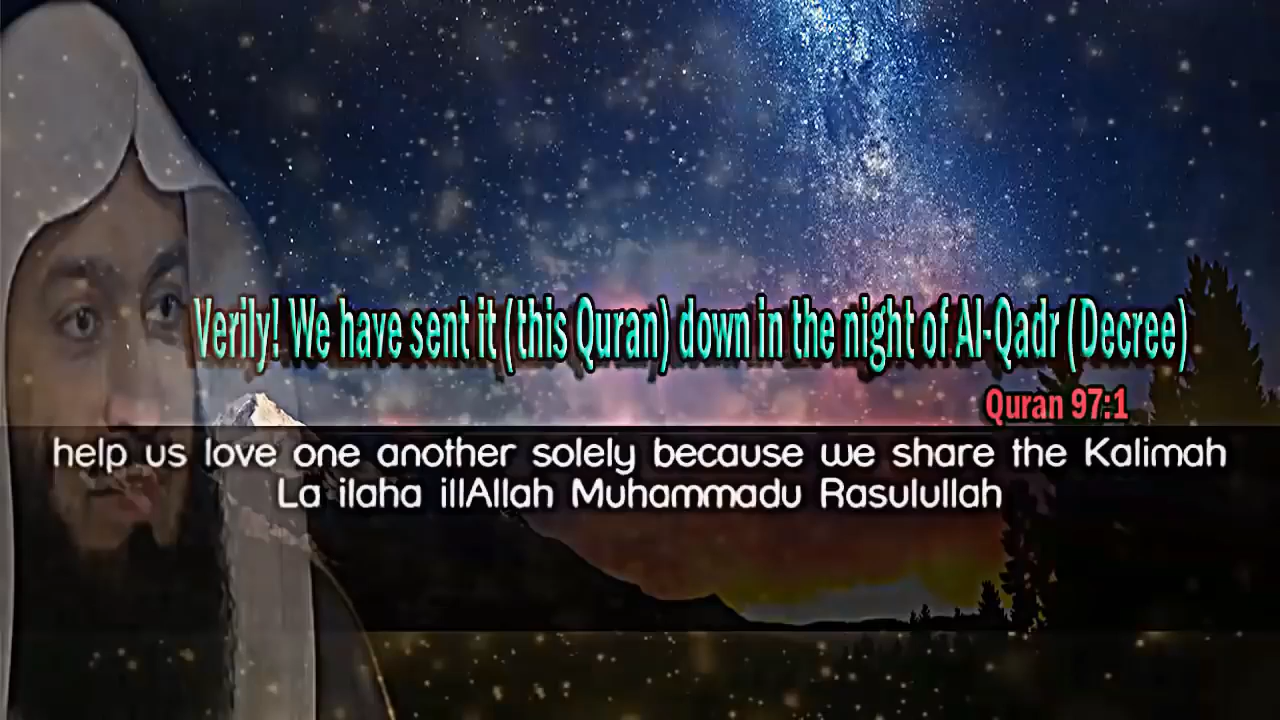 Verily! We have sent it (this Quran) down in the night of Al-Qadr (Decree)
Quran 97:1
help us love one another solely because we share the Kalimah
La ilaha illAllah Muhammadu Rasulullah